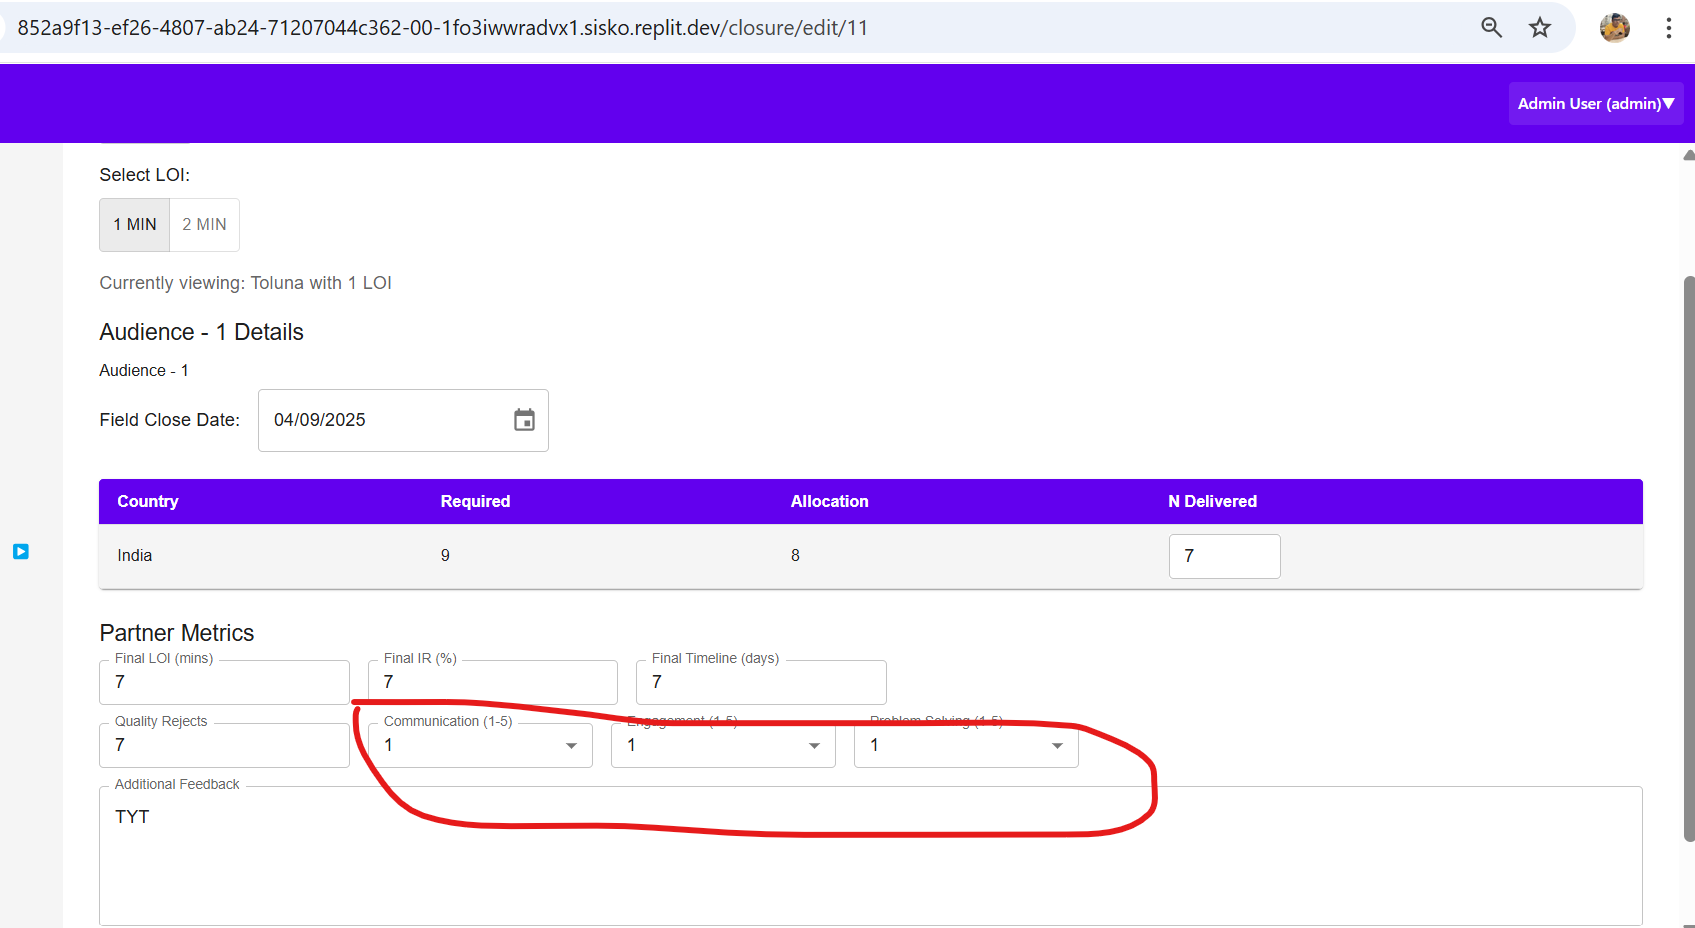 852a9f13-ef26-4807-ab24-71207044c362-00-1fo3iwwradvx1.sisko.replit.dev/closure/edit/11
Admin User (admin)▼
Select LOI:
1 MIN 2 MIN
Currently viewing: Toluna with 1 LOI
Audience - 1 Details
Audience - 1
Field Close Date: 04/09/2025
Country Required Allocation N Delivered
India 9 8 7
Partner Metrics
Final LOI (mins) Final IR (%) Final Timeline (days)
7 7 7
Quality Rejects Communication (1-5) Engagement (1-5) Problem Solving (1-5)
7 1 1 1
Additional Feedback
TYT